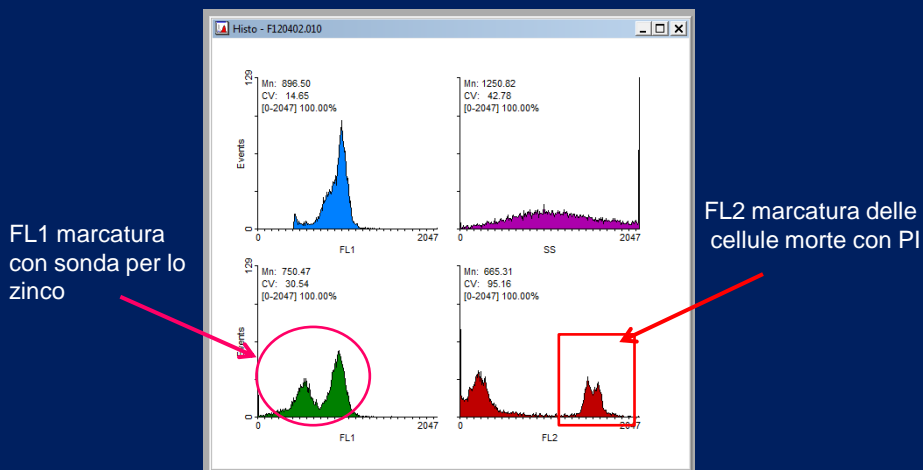 Histo - F120402.010
129
Mn: 896.50
CV: 14.65
[0-2047] 100.00%
Events
0
2047
FL1
129
Mn: 1250.82
CV: 42.78
[0-2047] 100.00%
0
2047
SS
FL1 marcatura
con sonda per lo
zinco
FL2 marcatura delle
cellule morte con PI
129
Mn: 750.47
CV: 30.54
[0-2047] 100.00%
Events
0
0
2047
FL1
Mn: 665.31
CV: 95.16
[0-2047] 100.00%
0
2047
FL2